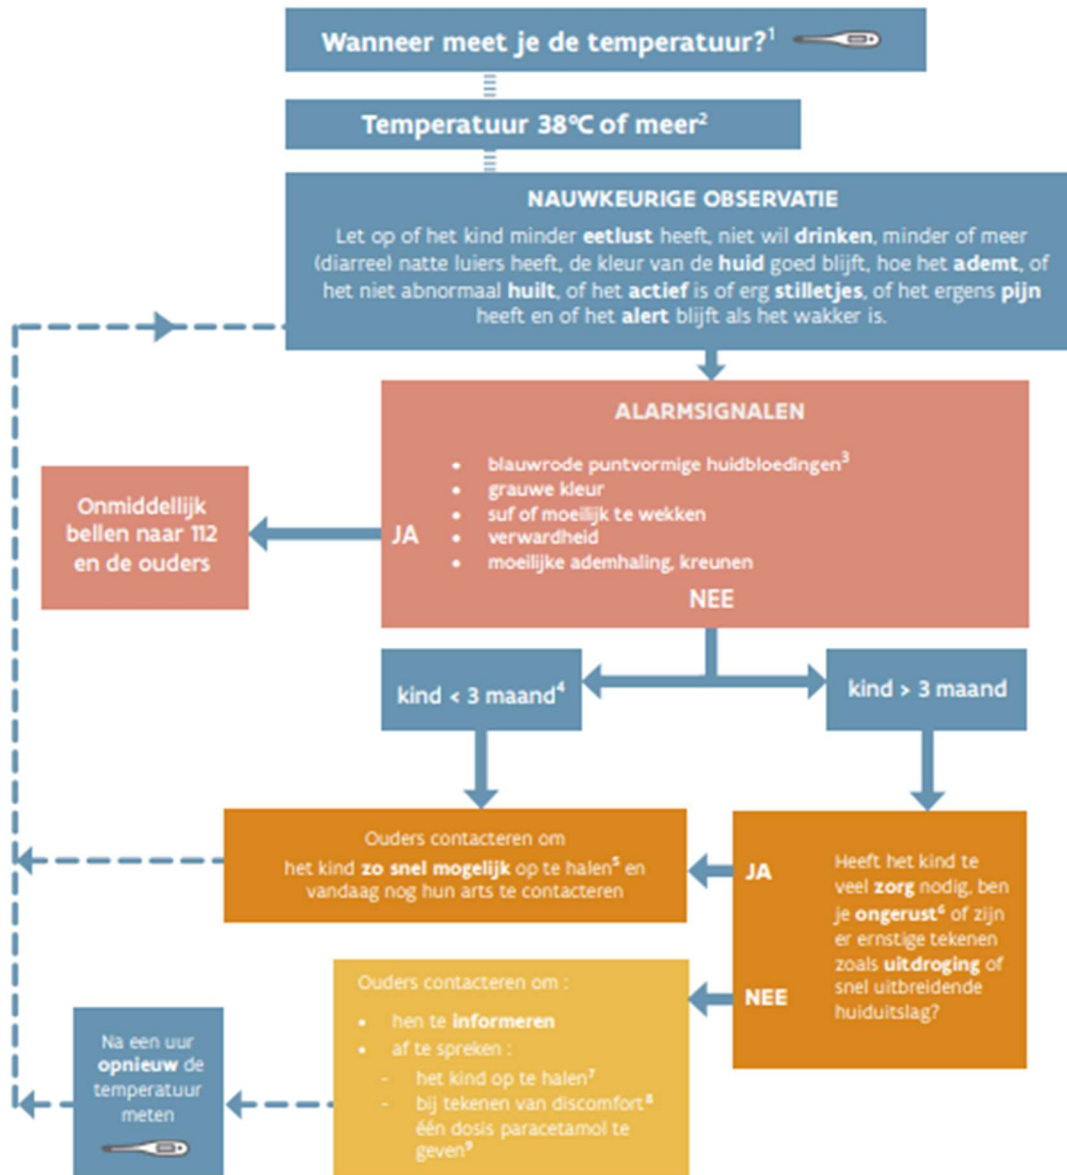 Wanneer meet je de temperatuur?¹
Temperatuur 38°C of meer²
NAUWKEURIGE OBSERVATIE
Let op of het kind minder eetlust heeft, niet wil drinken, minder of meer
(diarree) natte luiers heeft, de kleur van de huid goed blijft, hoe het ademt, of
het niet abnormaal huilt, of het actief is of erg stilletjes, of het ergens pijn
heeft en of het alert blijft als het wakker is.
ALARMSIGNALEN
• blauwrode puntvormige huidbloedingen³
• grauwe kleur
• suf of moeilijk te wekken
• verwardheid
• moeilijke ademhaling, kreunen
JA
NEE
Onmiddellijk
bellen naar 112
en de ouders
kind < 3 maand⁴
kind > 3 maand
Ouders contacteren om
het kind zo snel mogelijk op te halen⁵ en
vandaag nog hun arts te contacteren
JA
NEE
Heeft het kind te
veel zorg nodig, ben
je ongerust⁶ of zijn
er ernstige tekenen
zoals uitdroging of
snel uitbreidende
huiduitslag?
Ouders contacteren om :
• hen te informeren
• af te spreken :
- het kind op te halen⁷
- bij tekenen van discomfort⁸
één dosis paracetamol te
geven⁹
Na een uur
opnieuw de
temperatuur
meten